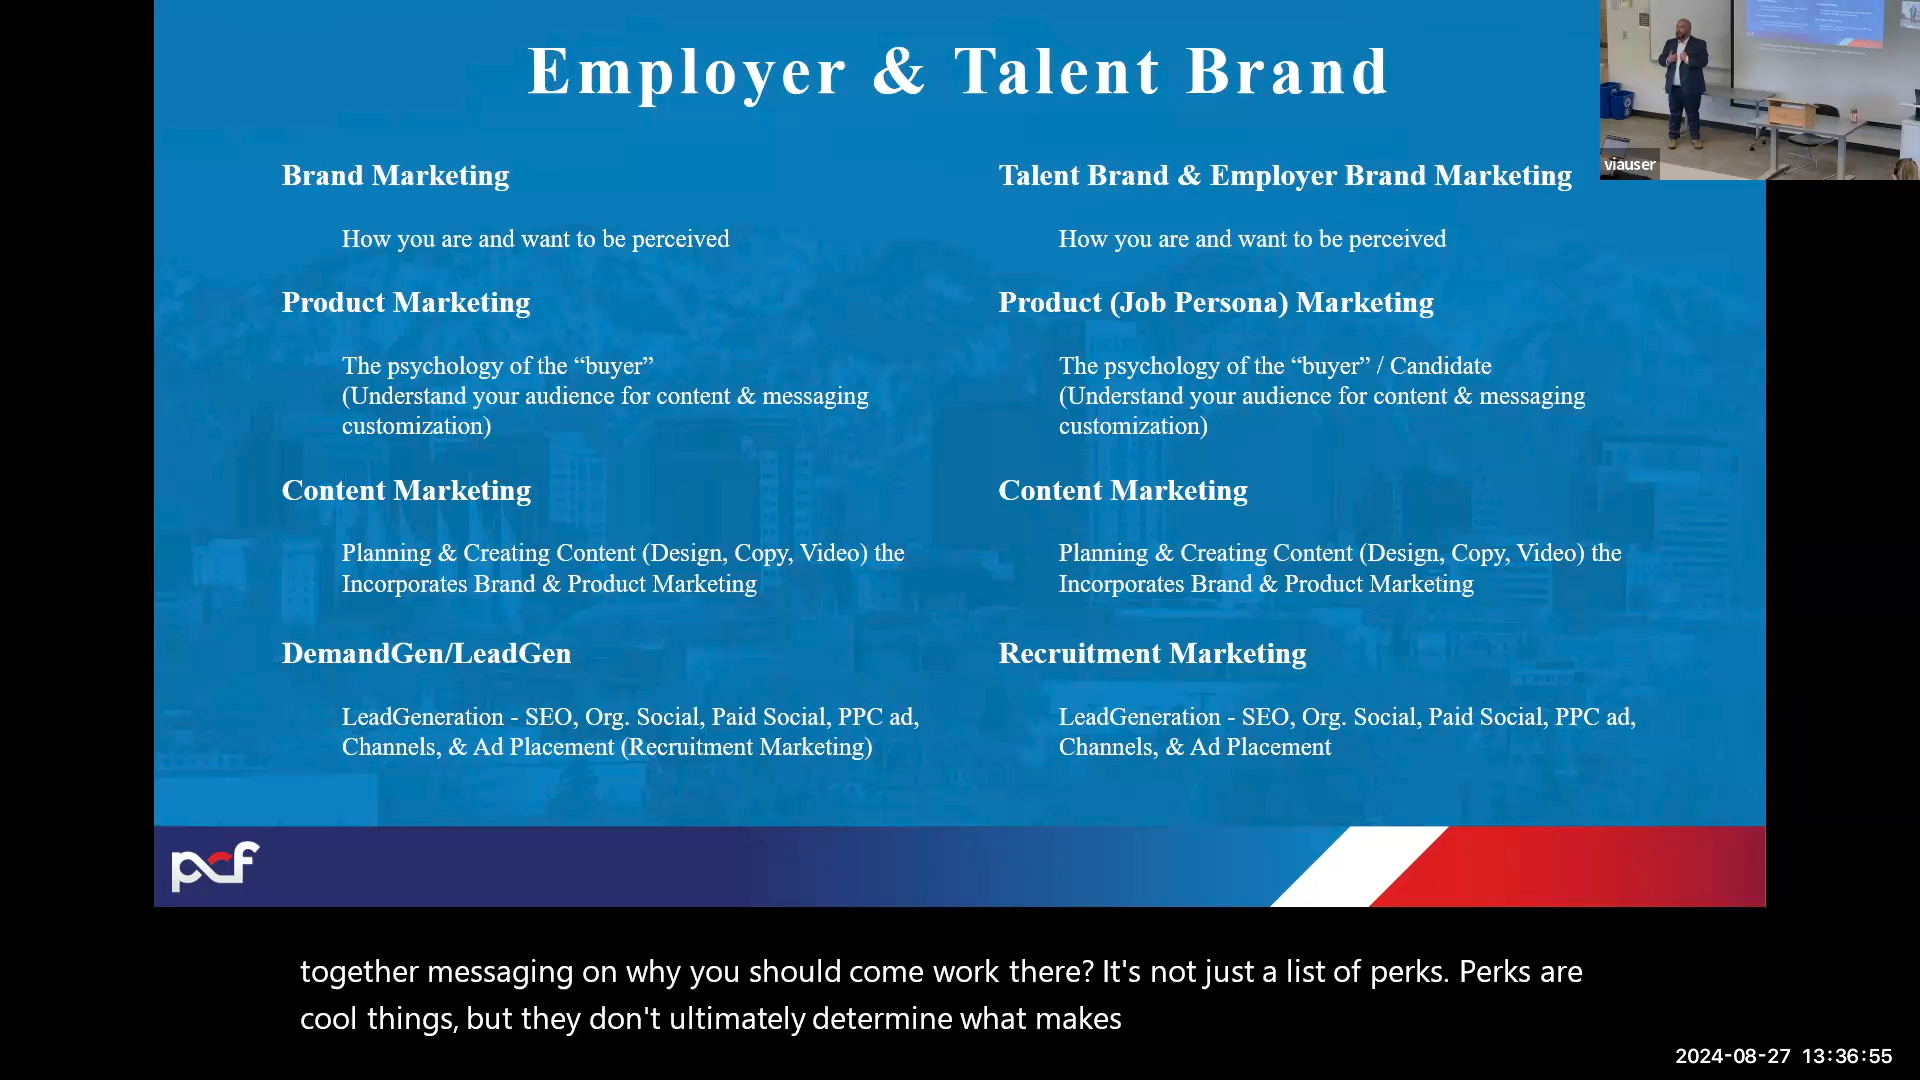 Employer & Talent Brand
Brand Marketing
How you are and want to be perceived
Product Marketing
The psychology of the “buyer”
(Understand your audience for content & messaging
customization)
Content Marketing
Planning & Creating Content (Design, Copy, Video) the
Incorporates Brand & Product Marketing
DemandGen/LeadGen
LeadGeneration - SEO, Org. Social, Paid Social, PPC ad,
Channels, & Ad Placement (Recruitment Marketing)
Talent Brand & Employer Brand Marketing
How you are and want to be perceived
Product (Job Persona) Marketing
The psychology of the “buyer” / Candidate
(Understand your audience for content & messaging
customization)
Content Marketing
Planning & Creating Content (Design, Copy, Video) the
Incorporates Brand & Product Marketing
Recruitment Marketing
LeadGeneration - SEO, Org. Social, Paid Social, PPC ad,
Channels, & Ad Placement
viauser
pcf
together messaging on why you should come work there? It's not just a list of perks. Perks are
cool things, but they don't ultimately determine what makes
2024-08-27 13:36:55